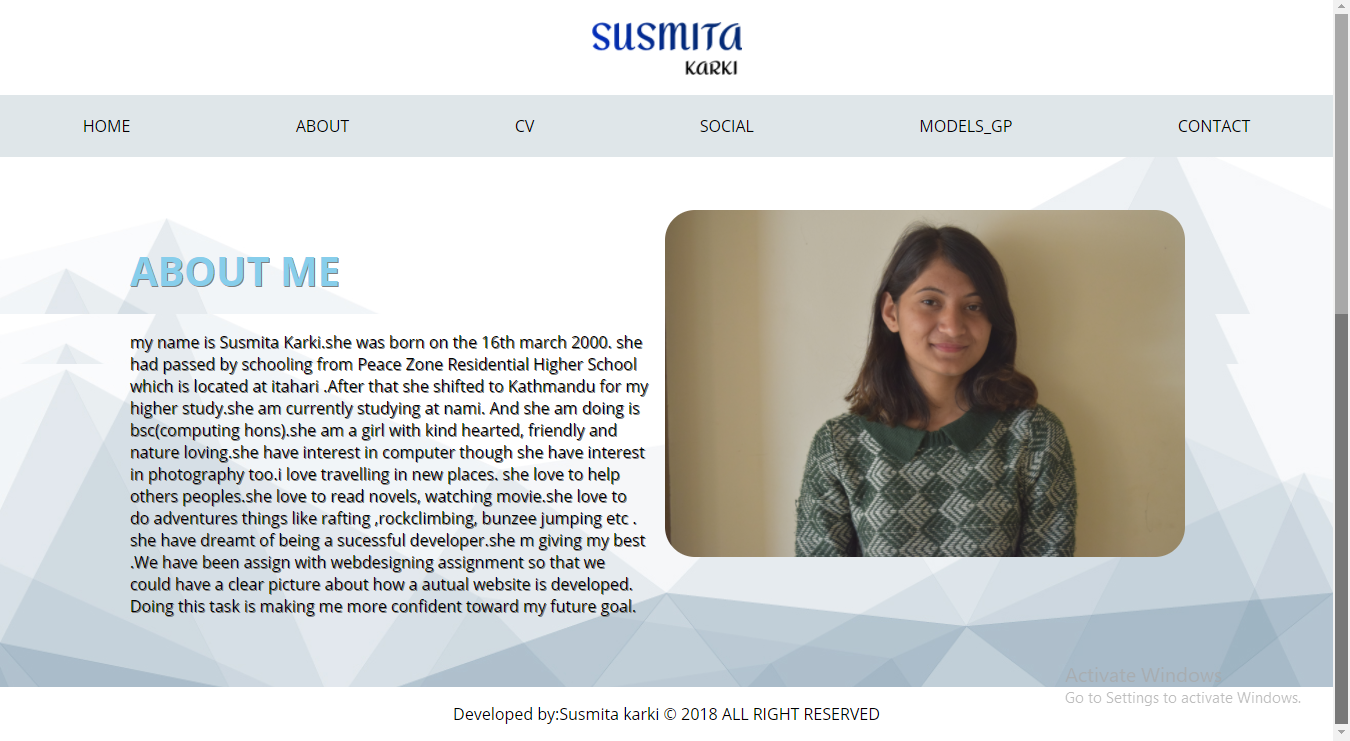 SUSMITA
KARKI
HOME ABOUT CV SOCIAL MODELS_GP CONTACT
ABOUT ME
my name is Susmita Karki.she was born on the 16th march 2000. she
had passed by schooling from Peace Zone Residential Higher School
which is located at itahari .After that she shifted to Kathmandu for my
higher study.she am currently studying at nami. And she am doing is
bsc(computing hons).she am a girl with kind hearted, friendly and
nature loving.she have interest in computer though she have interest
in photography too.i love travelling in new places. she love to help
others peoples.she love to read novels, watching movie.she love to
do adventures things like rafting ,rockclimbing, bunzee jumping etc .
she have dreamt of being a sucessful developer.she m giving my best
.We have been assign with webdesigning assignment so that we
could have a clear picture about how a autual website is developed.
Doing this task is making me more confident toward my future goal.
Activate Windows
Go to Settings to activate Windows.
Developed by:Susmita karki © 2018 ALL RIGHT RESERVED